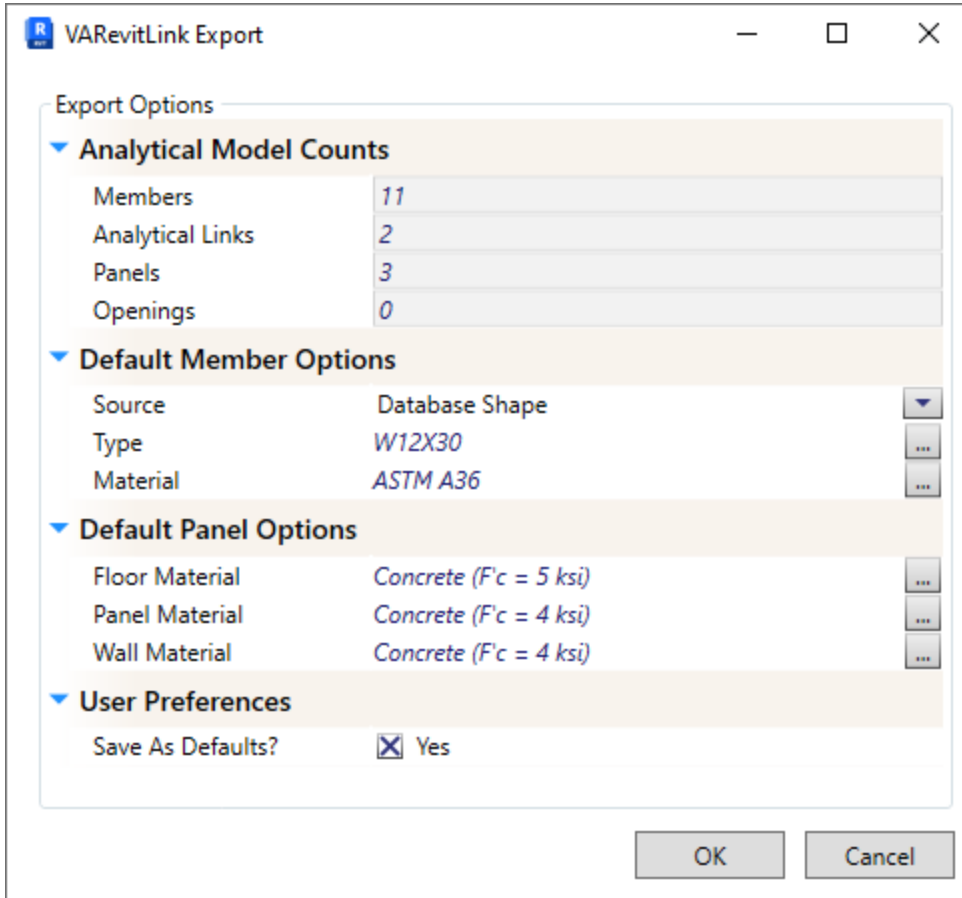 VARevitLink Export
Export Options
Analytical Model Counts
Members 11
Analytical Links 2
Panels 3
Openings 0
Default Member Options
Source Database Shape
Type W12X30 ...
Material ASTM A36 ...
Default Panel Options
Floor Material Concrete (F'c = 5 ksi) ...
Panel Material Concrete (F'c = 4 ksi) ...
Wall Material Concrete (F'c = 4 ksi) ...
User Preferences
Save As Defaults? Yes
OK Cancel